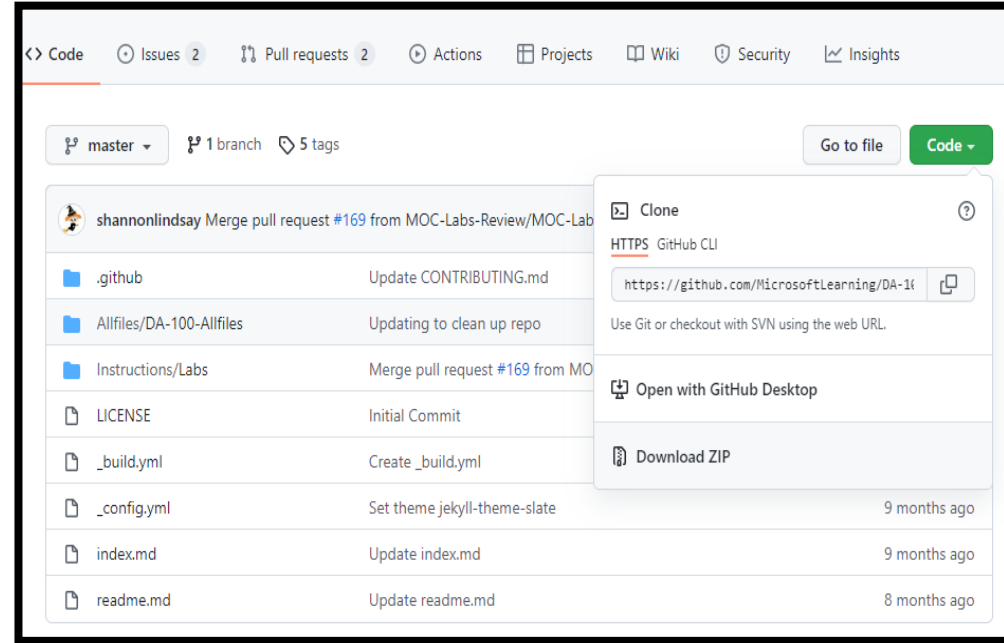 <> Code Issues 2 Pull requests 2 Actions Projects Wiki Security Insights
master 1 branch 5 tags Go to file Code
shannonlindsay Merge pull request #169 from MOC-Labs-Review/MOC-Lab
Clone
HTTPS GitHub CLI
.github Update CONTRIBUTING.md
https://github.com/MicrosoftLearning/DA-10
Allfiles/DA-100-Allfiles Updating to clean up repo
Use Git or checkout with SVN using the web URL.
Instructions/Labs Merge pull request #169 from MO
Open with GitHub Desktop
LICENSE Initial Commit
_build.yml Create _build.yml
Download ZIP
_config.yml Set theme jekyll-theme-slate 9 months ago
index.md Update index.md 9 months ago
readme.md Update readme.md 8 months ago